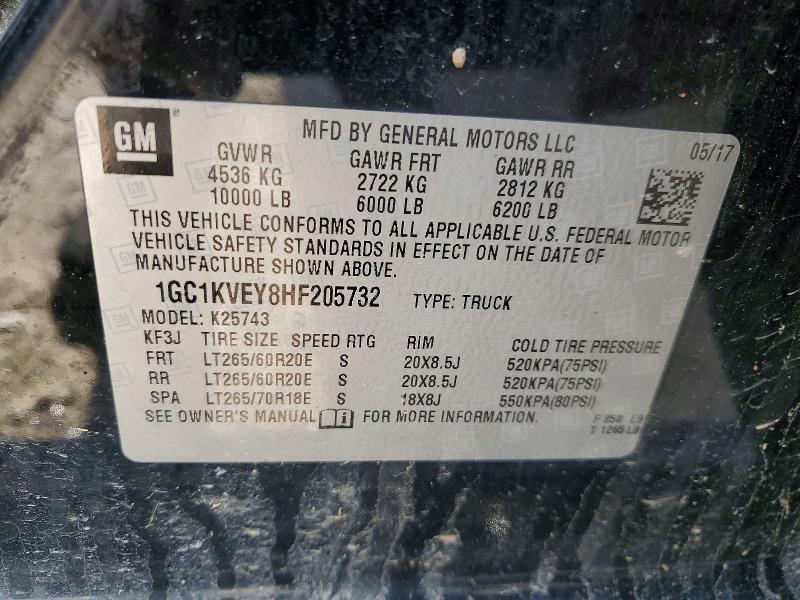 GM ®
MFD BY GENERAL MOTORS LLC 05/17
GVWR GAWR FRT GAWR RR
4536 KG 2722 KG 2812 KG
10000 LB 6000 LB 6200 LB
THIS VEHICLE CONFORMS TO ALL APPLICABLE U.S. FEDERAL MOTOR
VEHICLE SAFETY STANDARDS IN EFFECT ON THE DATE OF
MANUFACTURE SHOWN ABOVE.
1GC1KVEY8HF205732 TYPE: TRUCK
MODEL: K25743
KF3J TIRE SIZE SPEED RTG RIM COLD TIRE PRESSURE
FRT LT265/60R20E S 20X8.5J 520KPA(75PSI)
RR LT265/60R20E S 20X8.5J 520KPA(75PSI)
SPA LT265/70R18E S 18X8J 550KPA(80PSI)
SEE OWNER'S MANUAL i FOR MORE INFORMATION.
F 858 LB
T: 1265 LB